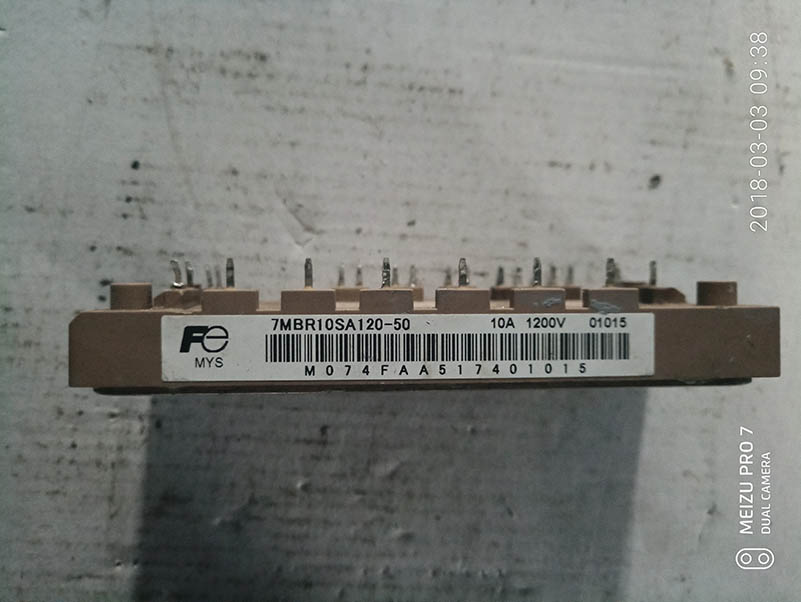 Fe
MYS
7MBR10SA120-50 10A 1200V 01015
M074FAA517401015
2018-03-03 09:38
MEIZU PRO 7
DUAL CAMERA